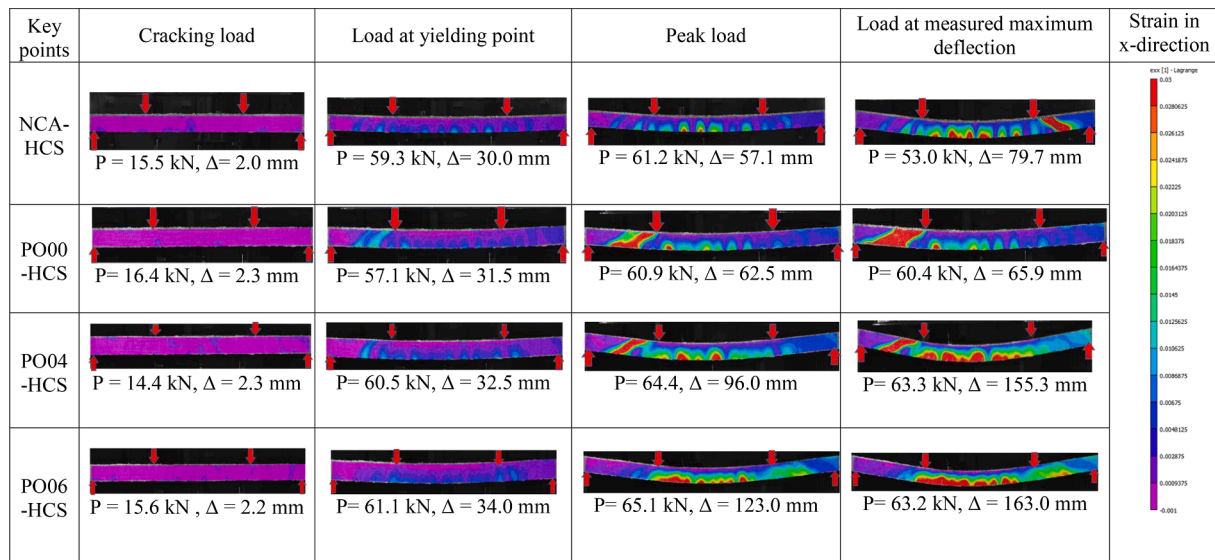 Key points
Cracking load
Load at yielding point
Peak load
Load at measured maximum
deflection
Strain in
x-direction
NCA-
HCS
P = 15.5 kN, Δ= 2.0 mm
P = 59.3 kN, Δ = 30.0 mm
P = 61.2 kN, Δ = 57.1 mm
P = 53.0 kN, Δ = 79.7 mm
PO00
-HCS
P= 16.4 kN, Δ = 2.3 mm
P= 57.1 kN, Δ = 31.5 mm
P = 60.9 kN, Δ = 62.5 mm
P = 60.4 kN, Δ = 65.9 mm
PO04
-HCS
P = 14.4 kN, Δ = 2.3 mm
P = 60.5 kN, Δ = 32.5 mm
P = 64.4, Δ = 96.0 mm
P= 63.3 kN, Δ = 155.3 mm
PO06
-HCS
P = 15.6 kN , Δ = 2.2 mm
P= 61.1 kN, Δ = 34.0 mm
P= 65.1 kN, Δ = 123.0 mm
P = 63.2 kN, Δ = 163.0 mm
exx [1] - Lagrange
0.03
0.0280625
0.026125
0.0241875
0.02225
0.0203125
0.018375
0.0164375
0.0145
0.0125625
0.010625
0.0086875
0.00675
0.0048125
0.002875
0.0009375
-0.001